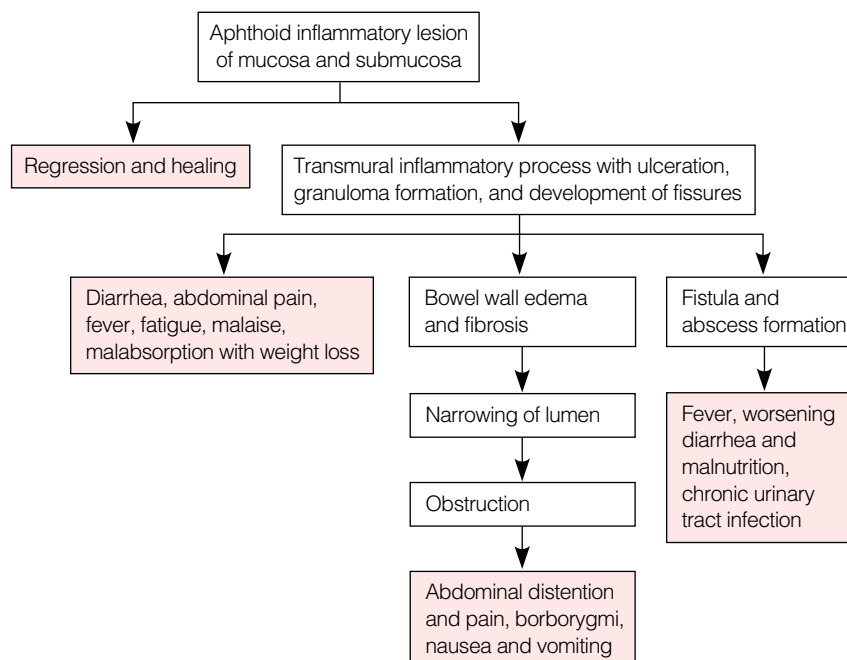 Aphthoid inflammatory lesion
of mucosa and submucosa
Regression and healing
Transmural inflammatory process with ulceration,
granuloma formation, and development of fissures
Diarrhea, abdominal pain,
fever, fatigue, malaise,
malabsorption with weight loss
Bowel wall edema
and fibrosis
Fistula and
abscess formation
Narrowing of lumen
Fever, worsening
diarrhea and
malnutrition,
chronic urinary
tract infection
Obstruction
Abdominal distention
and pain, borborygmi,
nausea and vomiting